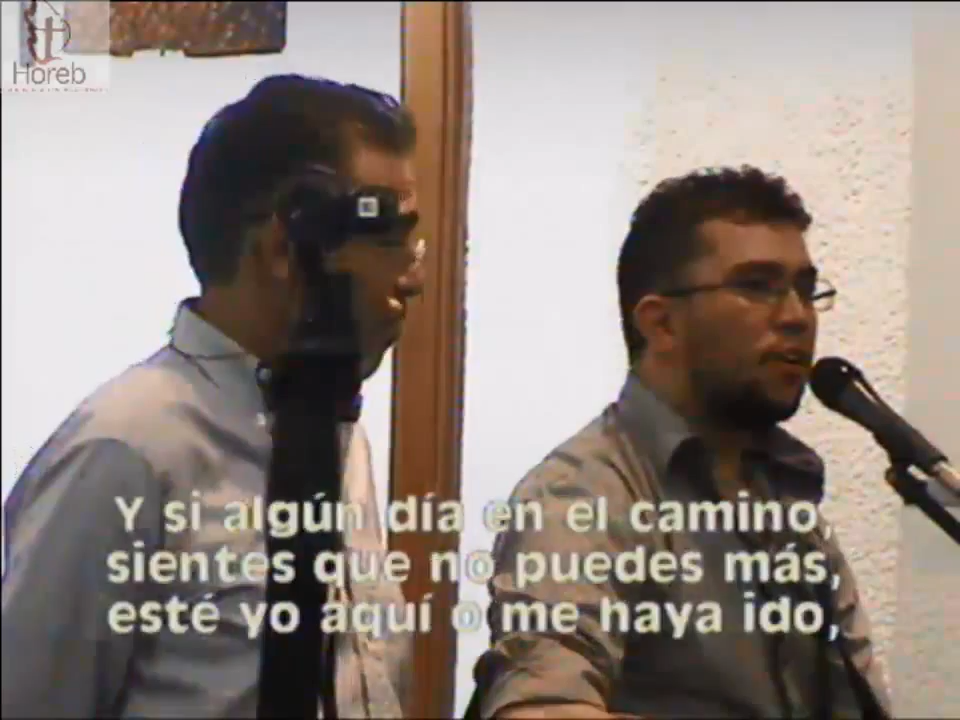 Horeb
Y si algún día en el camino,
sientes que no puedes más,
esté yo aquí o me haya ido,